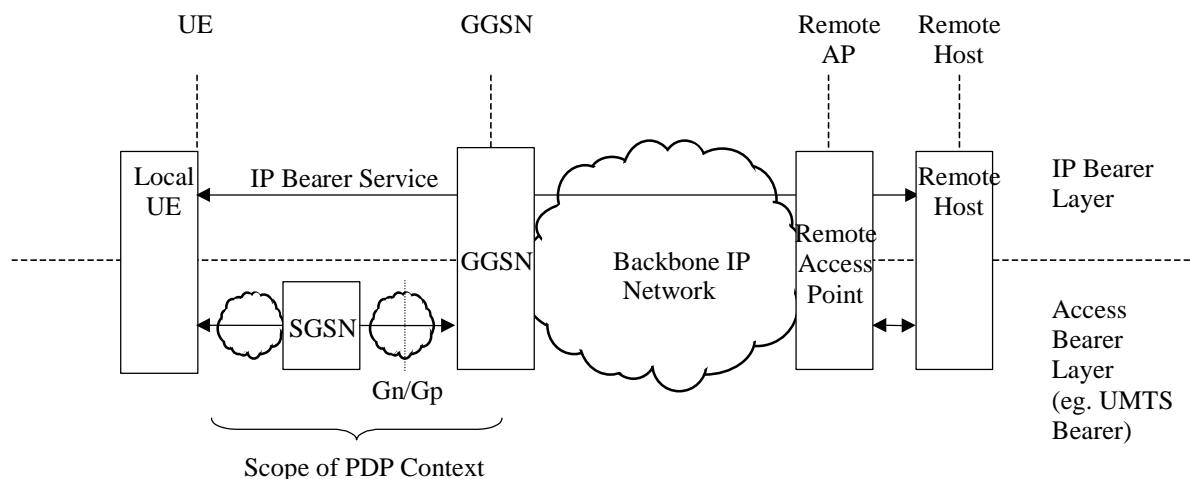 UE
GGSN
Remote
AP
Remote
Host
Local
UE
IP Bearer Service
Remote
Host
IP Bearer
Layer
GGSN
Backbone IP
Network
Remote
Access
Point
SGSN
Gn/Gp
Access
Bearer
Layer
(eg. UMTS
Bearer)
Scope of PDP Context